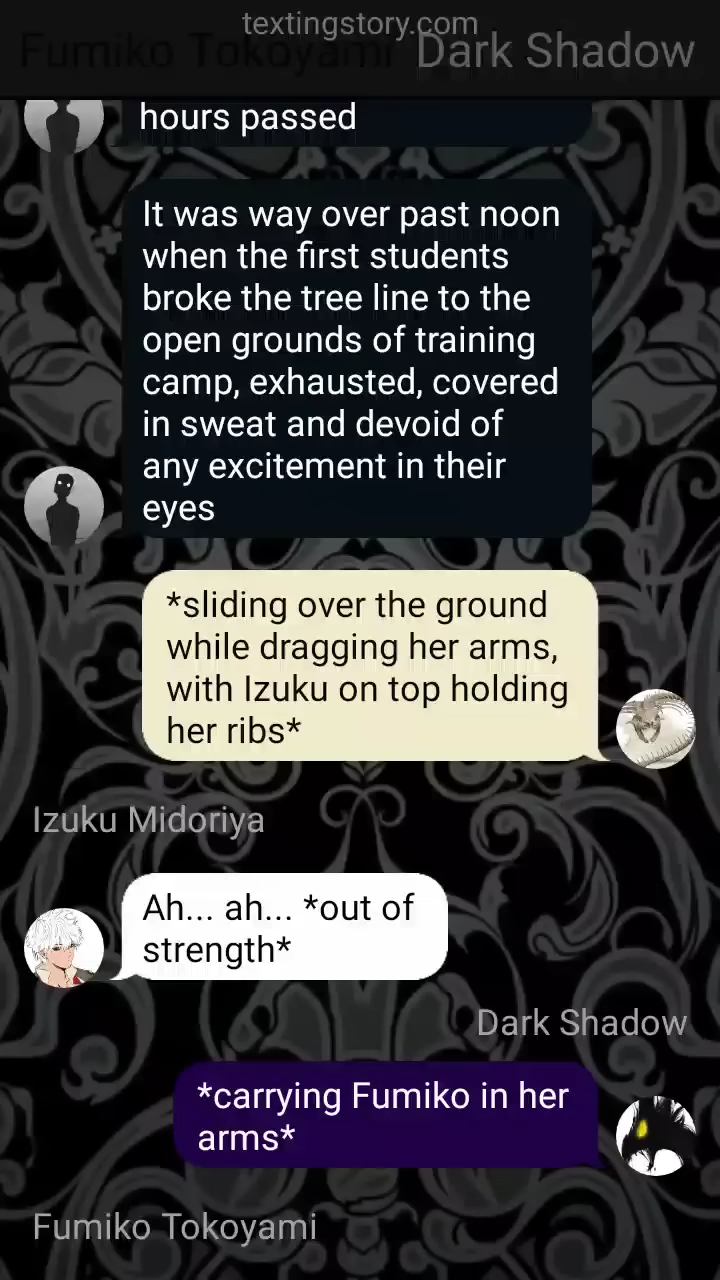 textingstory.com
Fumiko Tokoyami Dark Shadow
hours passed
It was way over past noon
when the first students
broke the tree line to the
open grounds of training
camp, exhausted, covered
in sweat and devoid of
any excitement in their
eyes
*sliding over the ground
while dragging her arms,
with Izuku on top holding
her ribs*
Izuku Midoriya
Ah... ah... *out of
strength*
Dark Shadow
*carrying Fumiko in her
arms*
Fumiko Tokoyami